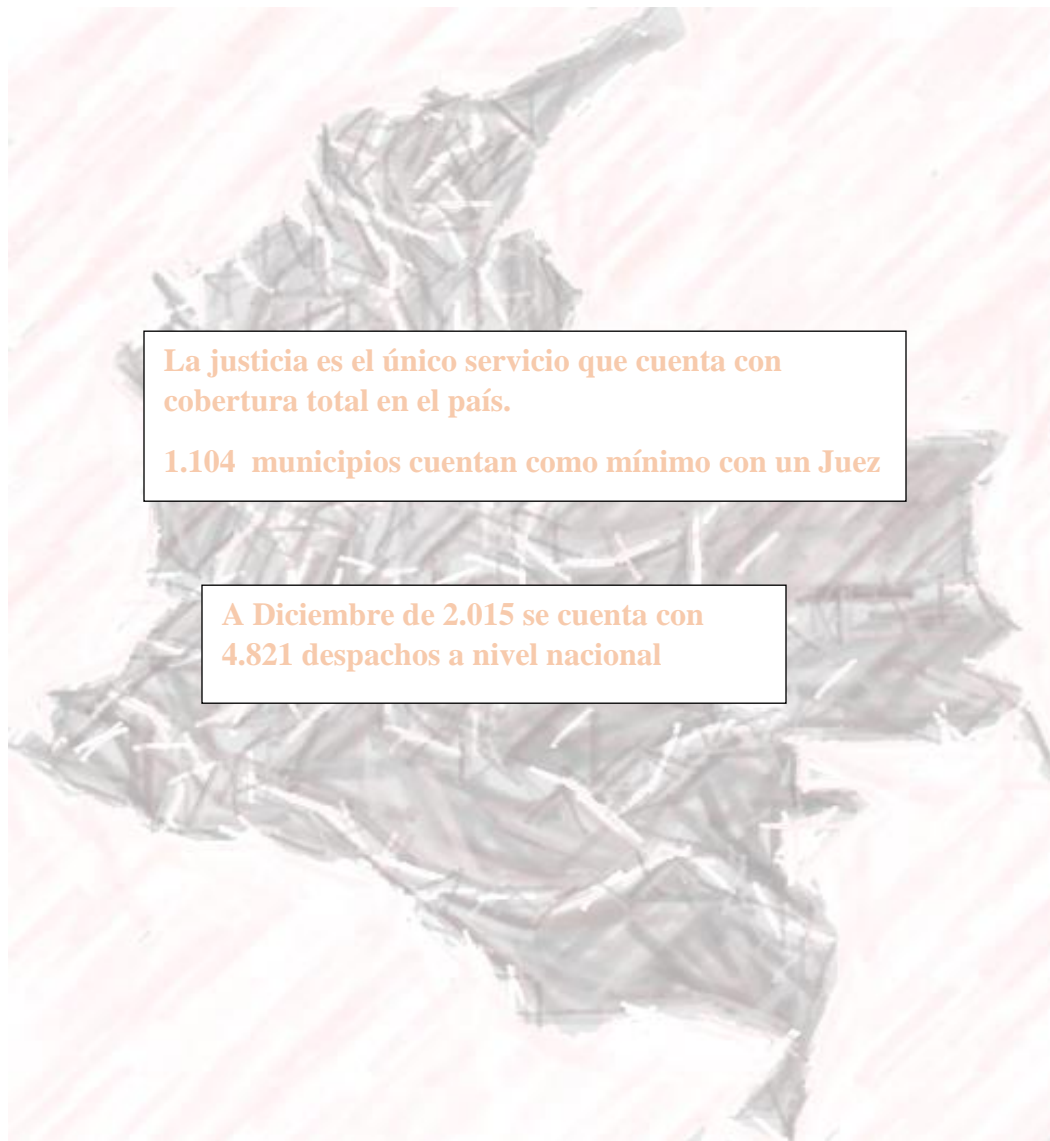 La justicia es el único servicio que cuenta con
cobertura total en el país.
1.104  municipios cuentan como mínimo con un Juez
A Diciembre de 2.015 se cuenta con
4.821 despachos a nivel nacional